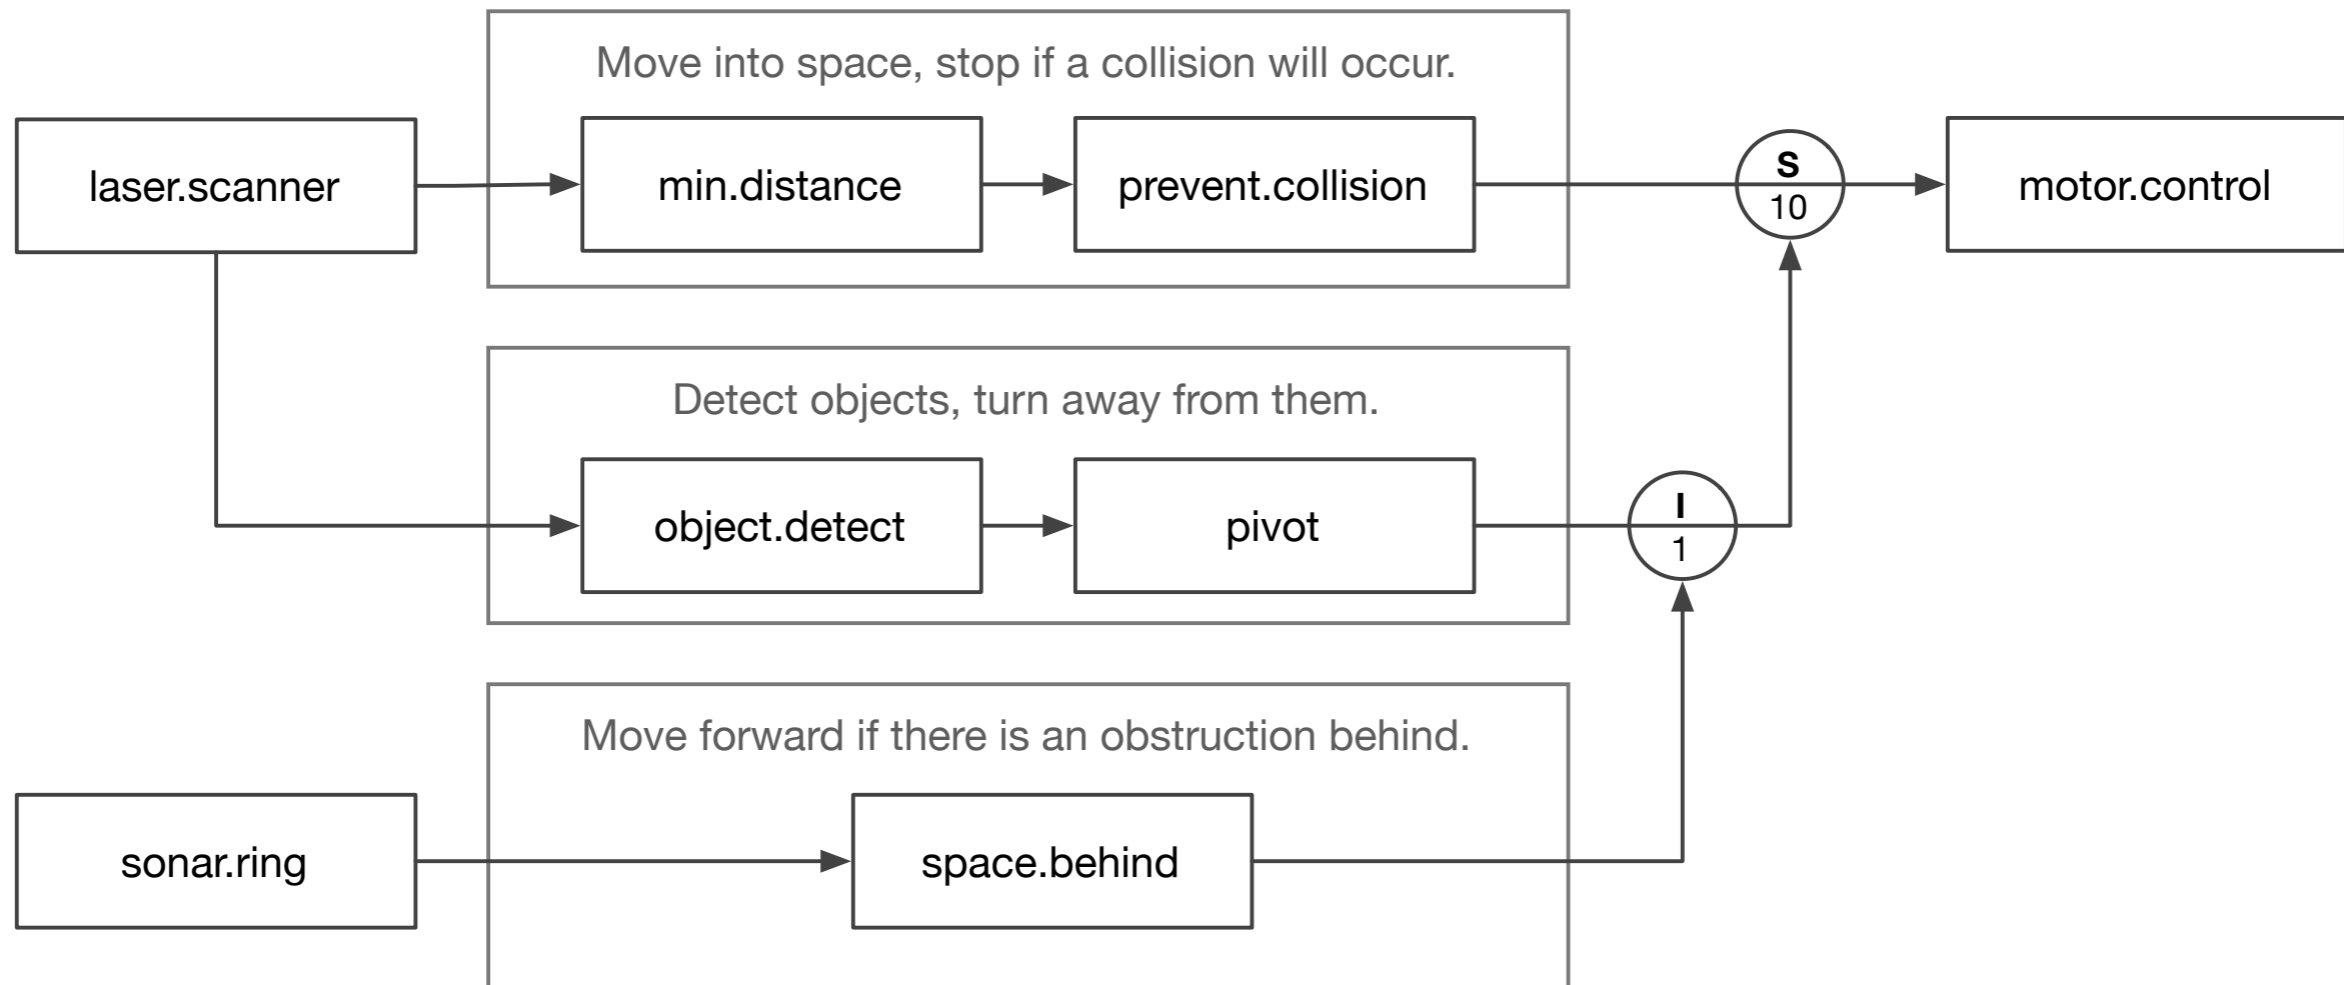 Move into space, stop if a collision will occur.
laser.scanner
min.distance
prevent.collision
S
10
motor.control
Detect objects, turn away from them.
object.detect
pivot
I
1
Move forward if there is an obstruction behind.
sonar.ring
space.behind